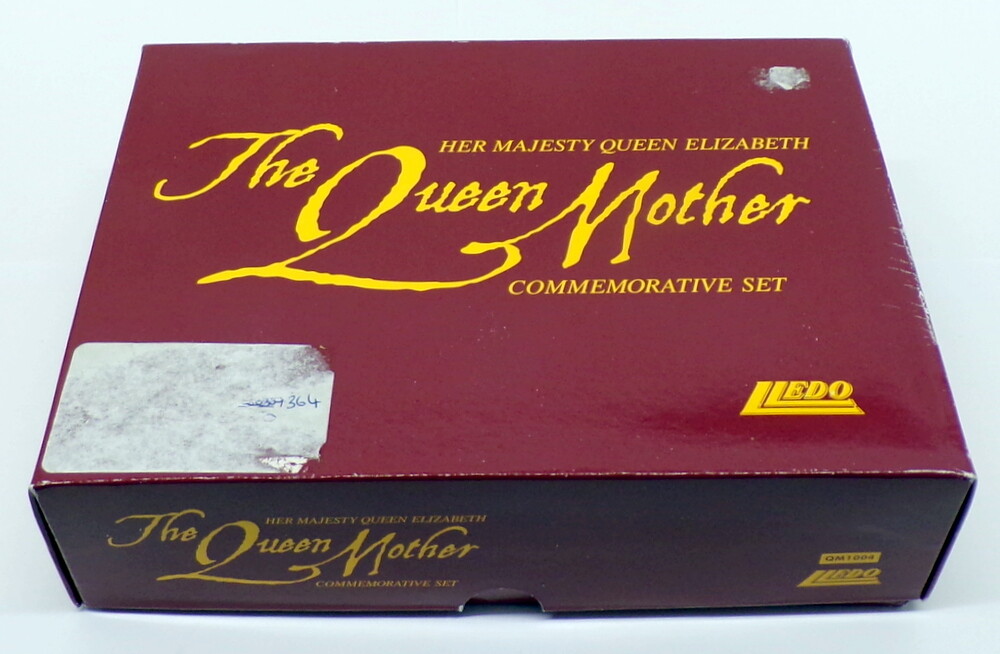 HER MAJESTY QUEEN ELIZABETH
The Queen Mother
COMMEMORATIVE SET
364
LLEDO
HER MAJESTY QUEEN ELIZABETH
The Queen Mother
COMMEMORATIVE SET
QM1004
LLEDO